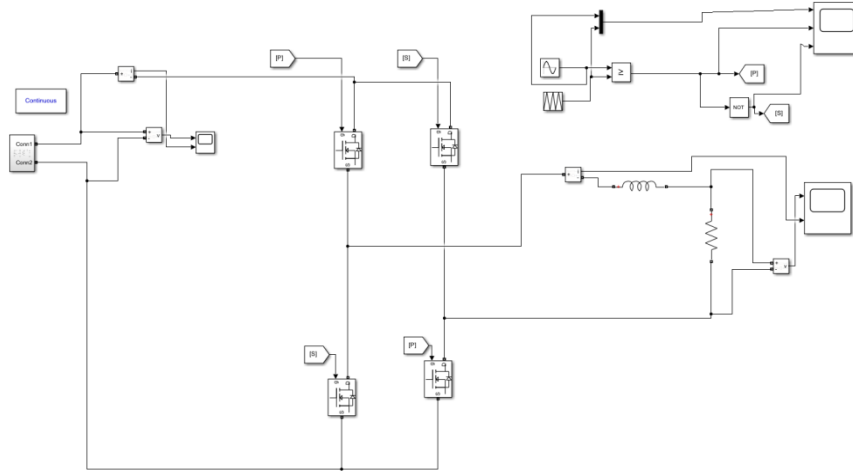 [P]
[S]
Continuous
Conn1
Conn2
+
i
-
+
v
-
≥
[P]
NOT
[S]
+
i
-
+
v
-
[S]
[P]